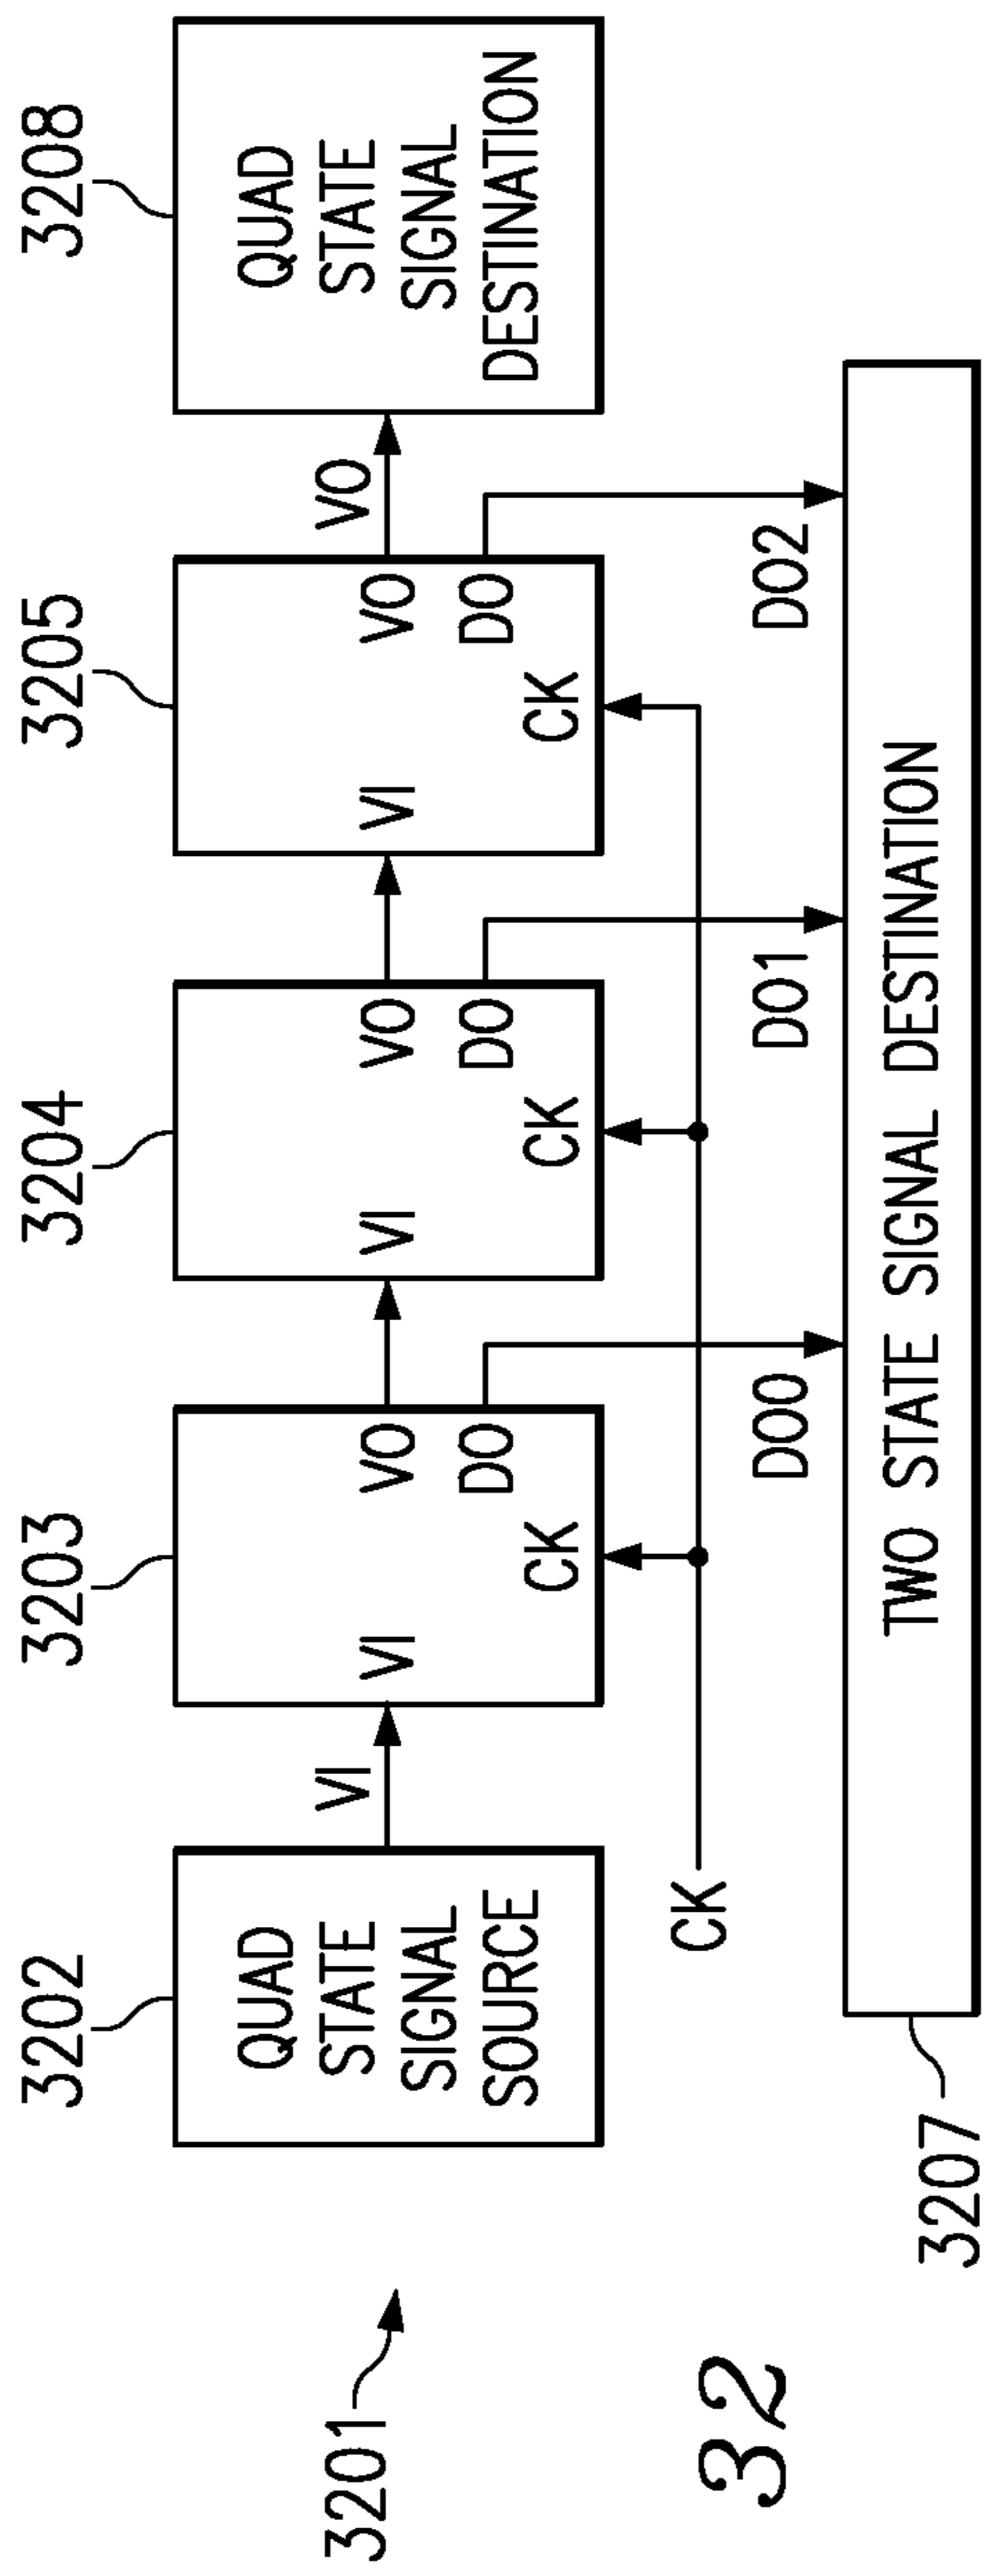 3202
3203
3204
3205
3208
QUAD
STATE
SIGNAL
SOURCE
VI
VI
VO
DO
CK
VI
VO
DO
CK
VI
VO
DO
CK
VO
QUAD
STATE
SIGNAL
DESTINATION
CK
DO0
DO1
DO2
TWO STATE SIGNAL DESTINATION
3207
3201
32